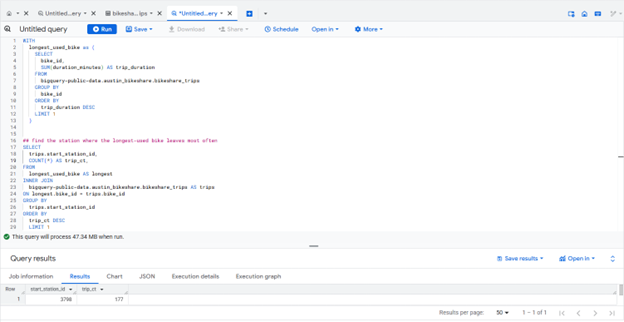 Untitled...ery
bikesha...ips
*Untitled...ery
Untitled query Run Save Download Share Schedule Open in More
1 WITH
2 longest_used_bike as (
3 SELECT
4 bike_id,
5 SUM(duration_minutes) AS trip_duration
6 FROM
7 bigquery-public-data.austin_bikeshare.bikeshare_trips
8 GROUP BY
9 bike_id
10 ORDER BY
11 trip_duration DESC
12 LIMIT 1
13 )
14
15
16 ## find the station where the longest-used bike leaves most often
17 SELECT
18 trips.start_station_id,
19 COUNT(*) AS trip_ct,
20 FROM
21 longest_used_bike AS longest
22 INNER JOIN
23 bigquery-public-data.austin_bikeshare.bikeshare_trips AS trips
24 ON longest.bike_id = trips.bike_id
25 GROUP BY
26 trips.start_station_id
27 ORDER BY
28 trip_ct DESC
29 LIMIT 1
This query will process 47.34 MB when run.
Query results Save results Open in
Job information Results Chart JSON Execution details Execution graph
Row start_station_id trip_ct
1 3798 177
Results per page: 50 1 – 1 of 1